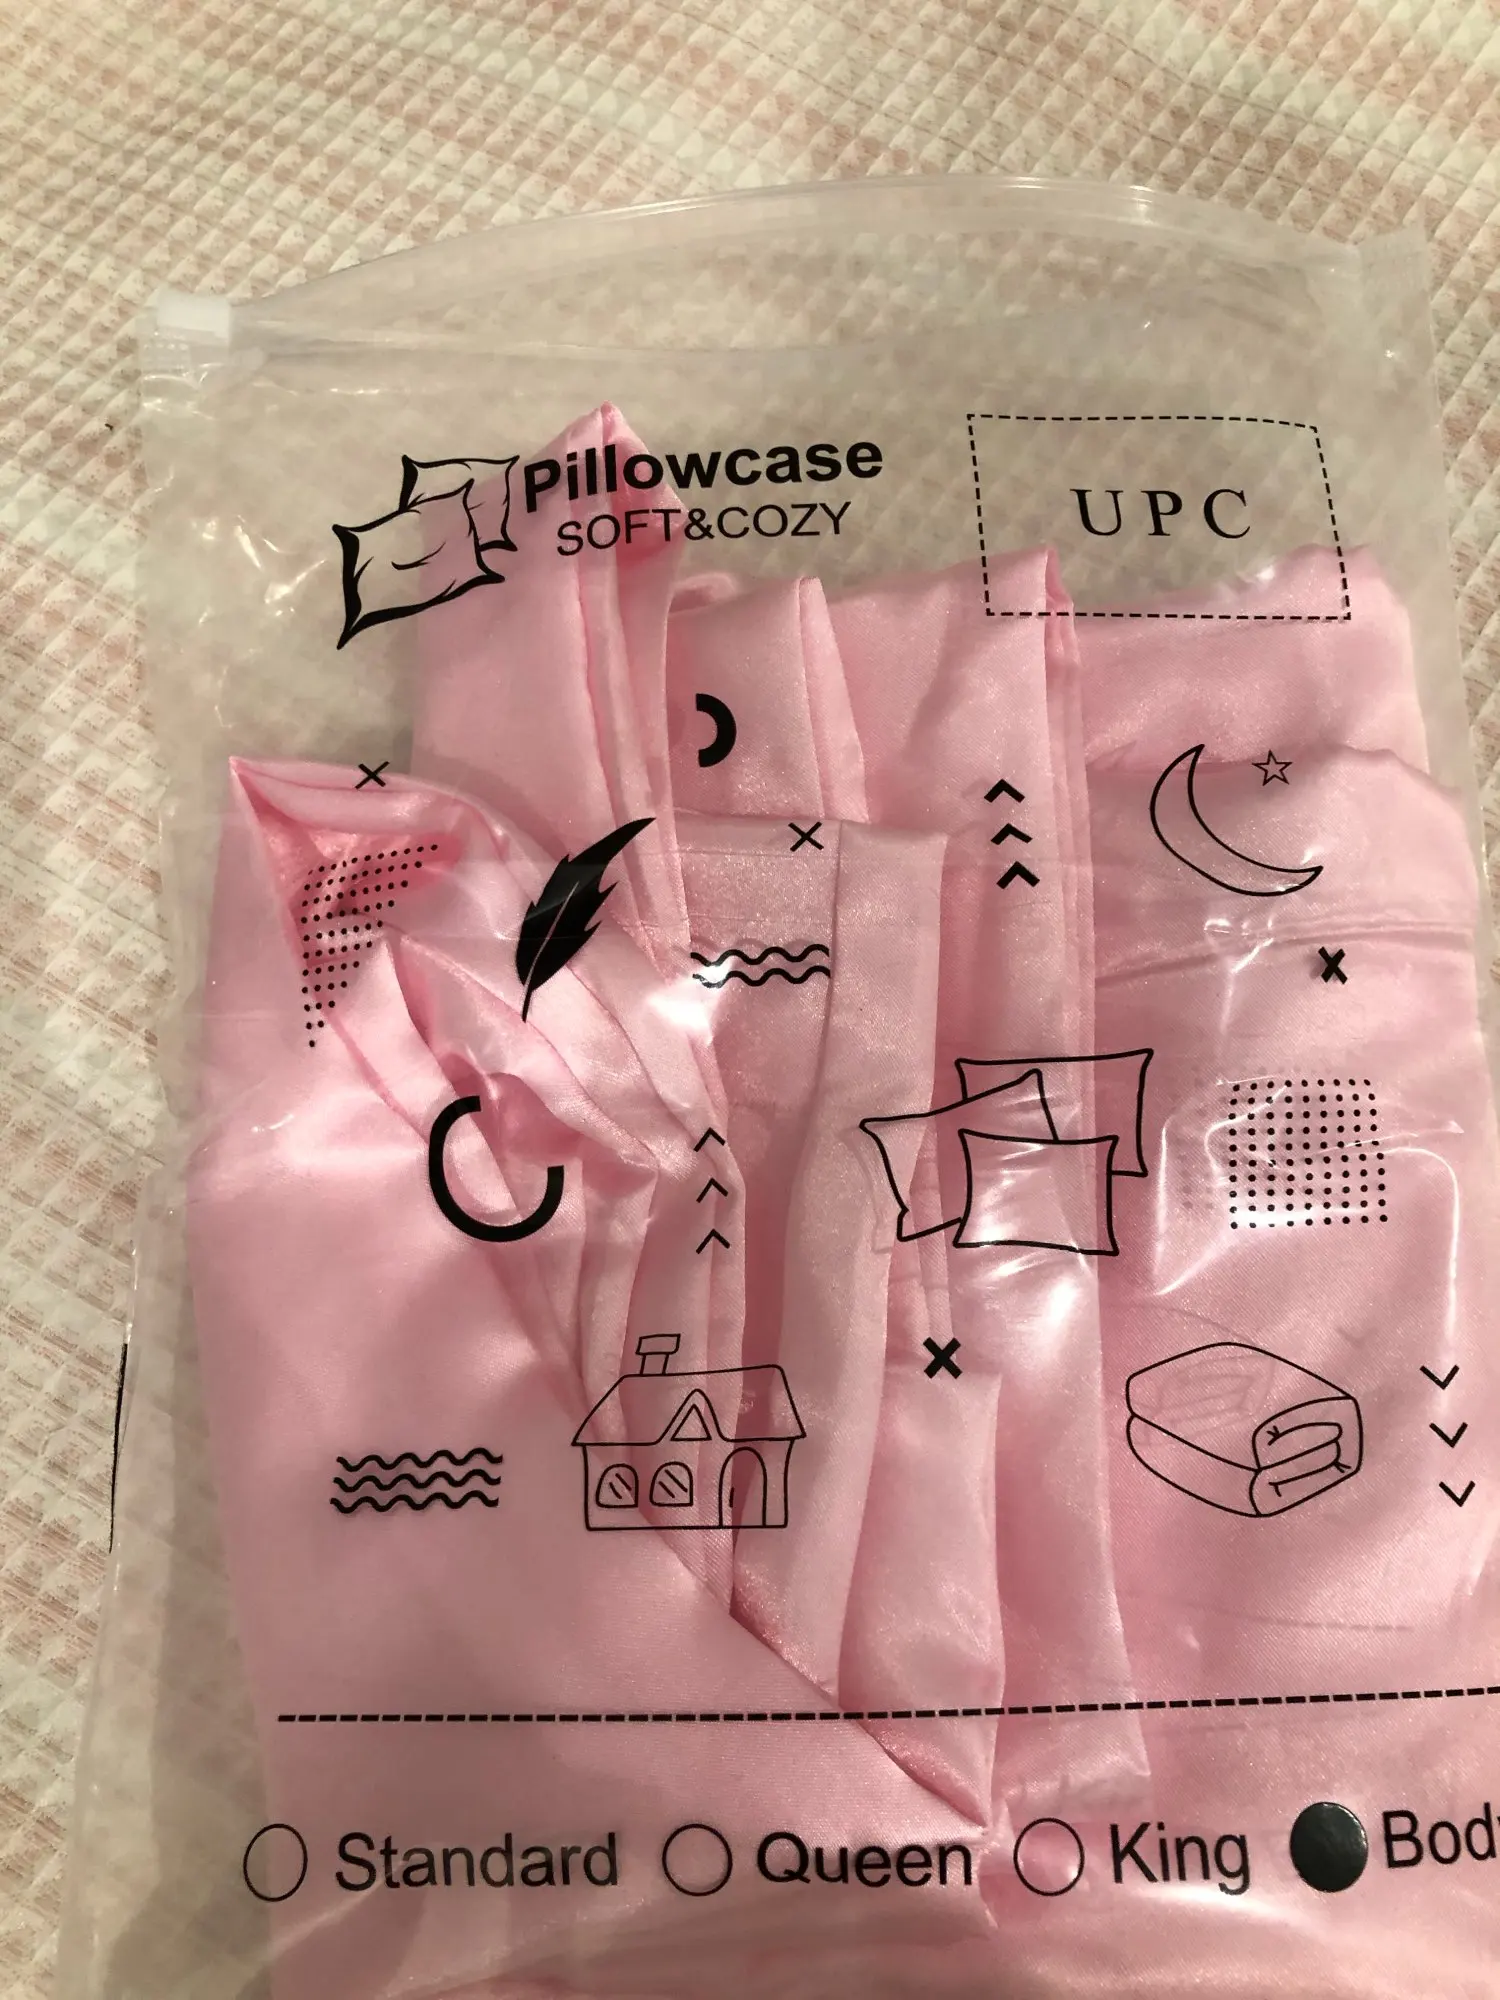 Pillowcase
SOFT&COZY
UPC
Standard Queen King